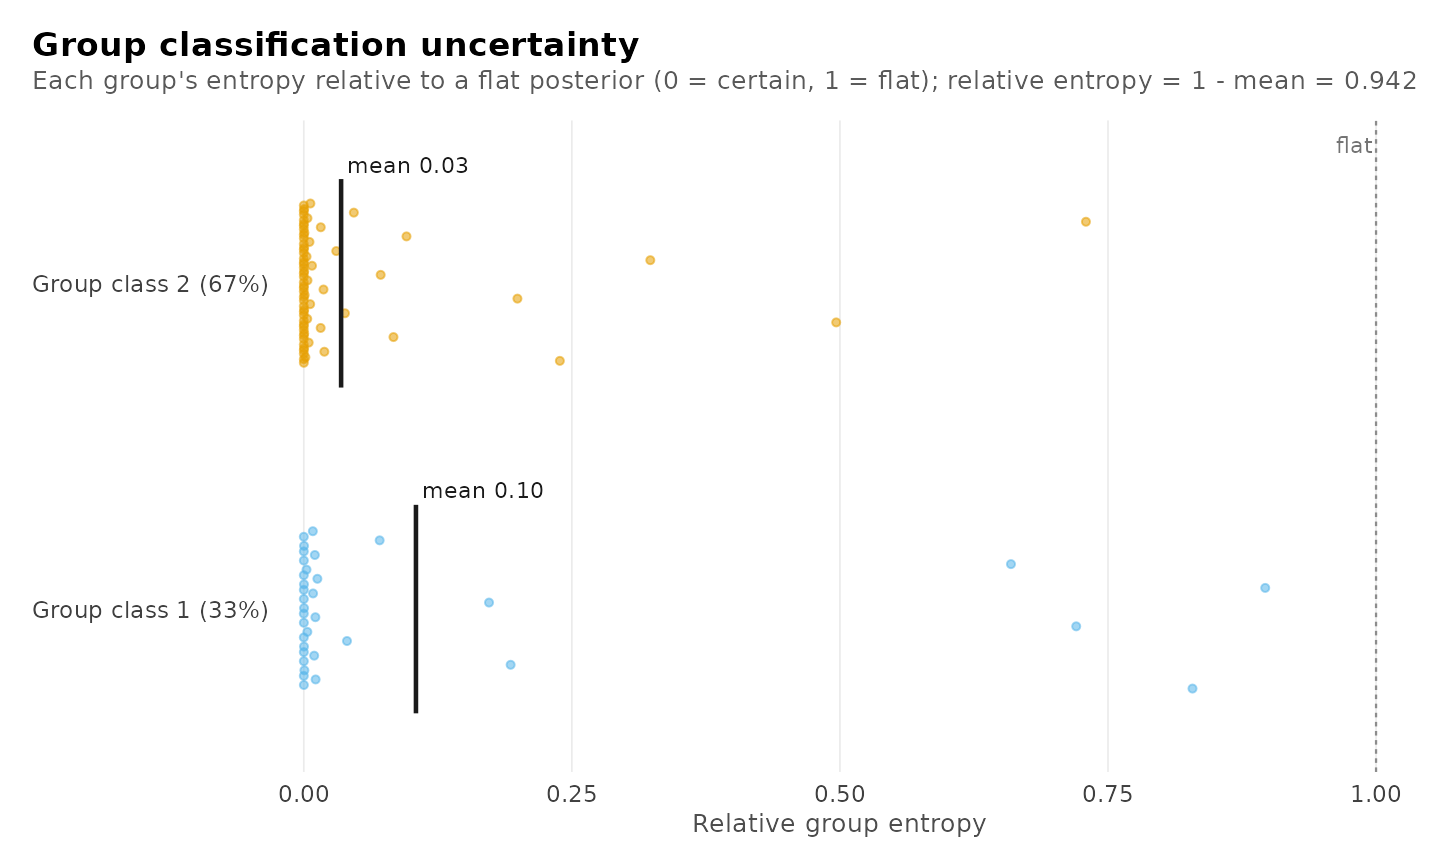 Group classification uncertainty
Each group's entropy relative to a flat posterior (0 = certain, 1 = flat); relative entropy = 1 - mean = 0.942
flat
mean 0.03
Group class 2 (67%)
mean 0.10
Group class 1 (33%)
0.00 0.25 0.50 0.75 1.00
Relative group entropy